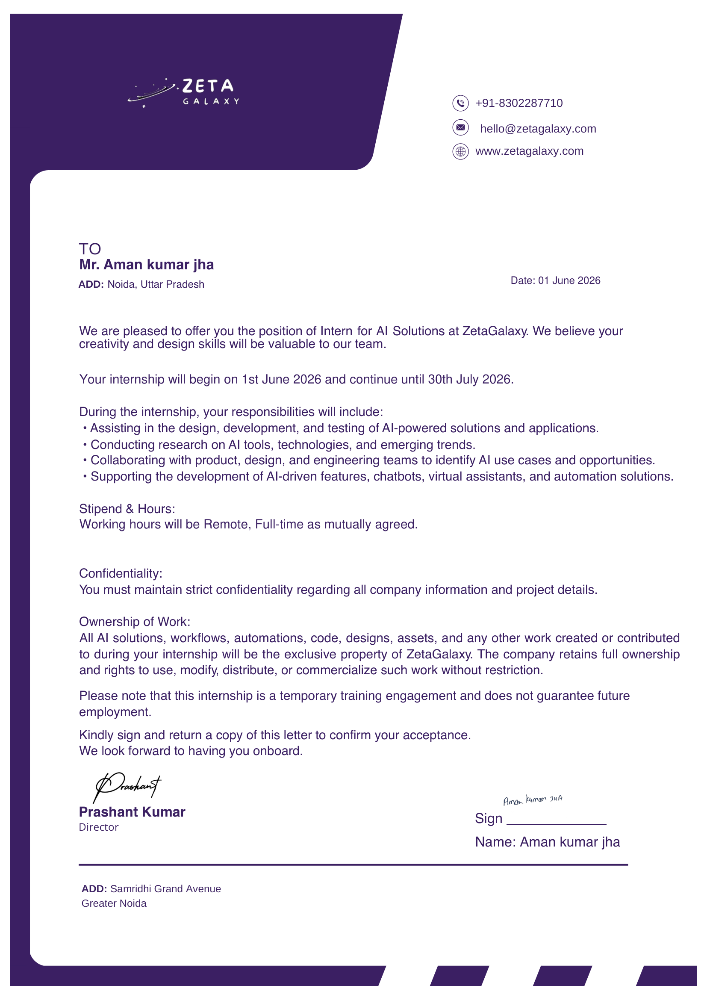 ZETA
GALAXY
+91-8302287710
hello@zetagalaxy.com
www.zetagalaxy.com
TO
Mr. Aman kumar jha
ADD: Noida, Uttar Pradesh
Date: 01 June 2026
We are pleased to offer you the position of Intern for AI Solutions at ZetaGalaxy. We believe your
creativity and design skills will be valuable to our team.
Your internship will begin on 1st June 2026 and continue until 30th July 2026.
During the internship, your responsibilities will include:
• Assisting in the design, development, and testing of AI-powered solutions and applications.
• Conducting research on AI tools, technologies, and emerging trends.
• Collaborating with product, design, and engineering teams to identify AI use cases and opportunities.
• Supporting the development of AI-driven features, chatbots, virtual assistants, and automation solutions.
Stipend & Hours:
Working hours will be Remote, Full-time as mutually agreed.
Confidentiality:
You must maintain strict confidentiality regarding all company information and project details.
Ownership of Work:
All AI solutions, workflows, automations, code, designs, assets, and any other work created or contributed
to during your internship will be the exclusive property of ZetaGalaxy. The company retains full ownership
and rights to use, modify, distribute, or commercialize such work without restriction.
Please note that this internship is a temporary training engagement and does not guarantee future
employment.
Kindly sign and return a copy of this letter to confirm your acceptance.
We look forward to having you onboard.
Prashant
Prashant Kumar
Director
Aman kumar JHA
Sign ______________
Name: Aman kumar jha
ADD: Samridhi Grand Avenue
Greater Noida